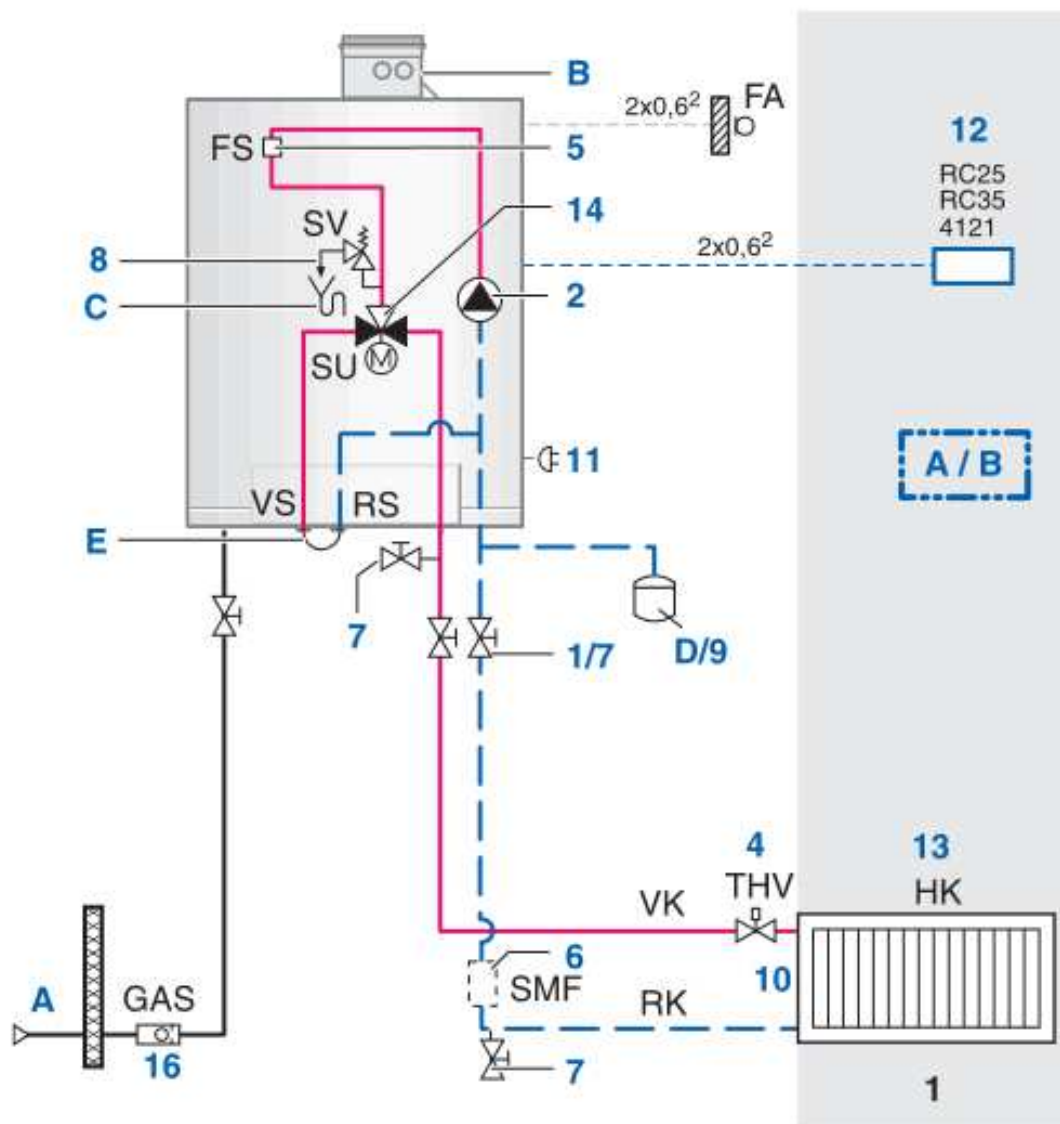 B
2x0,6²
FA
12
RC25
RC35
4121
FS
5
14
SV
8
2x0,6²
C
2
SU
M
A / B
11
VS
RS
E
7
1/7
D/9
4
THV
13
HK
VK
6
SMF
10
RK
A
GAS
16
7
1